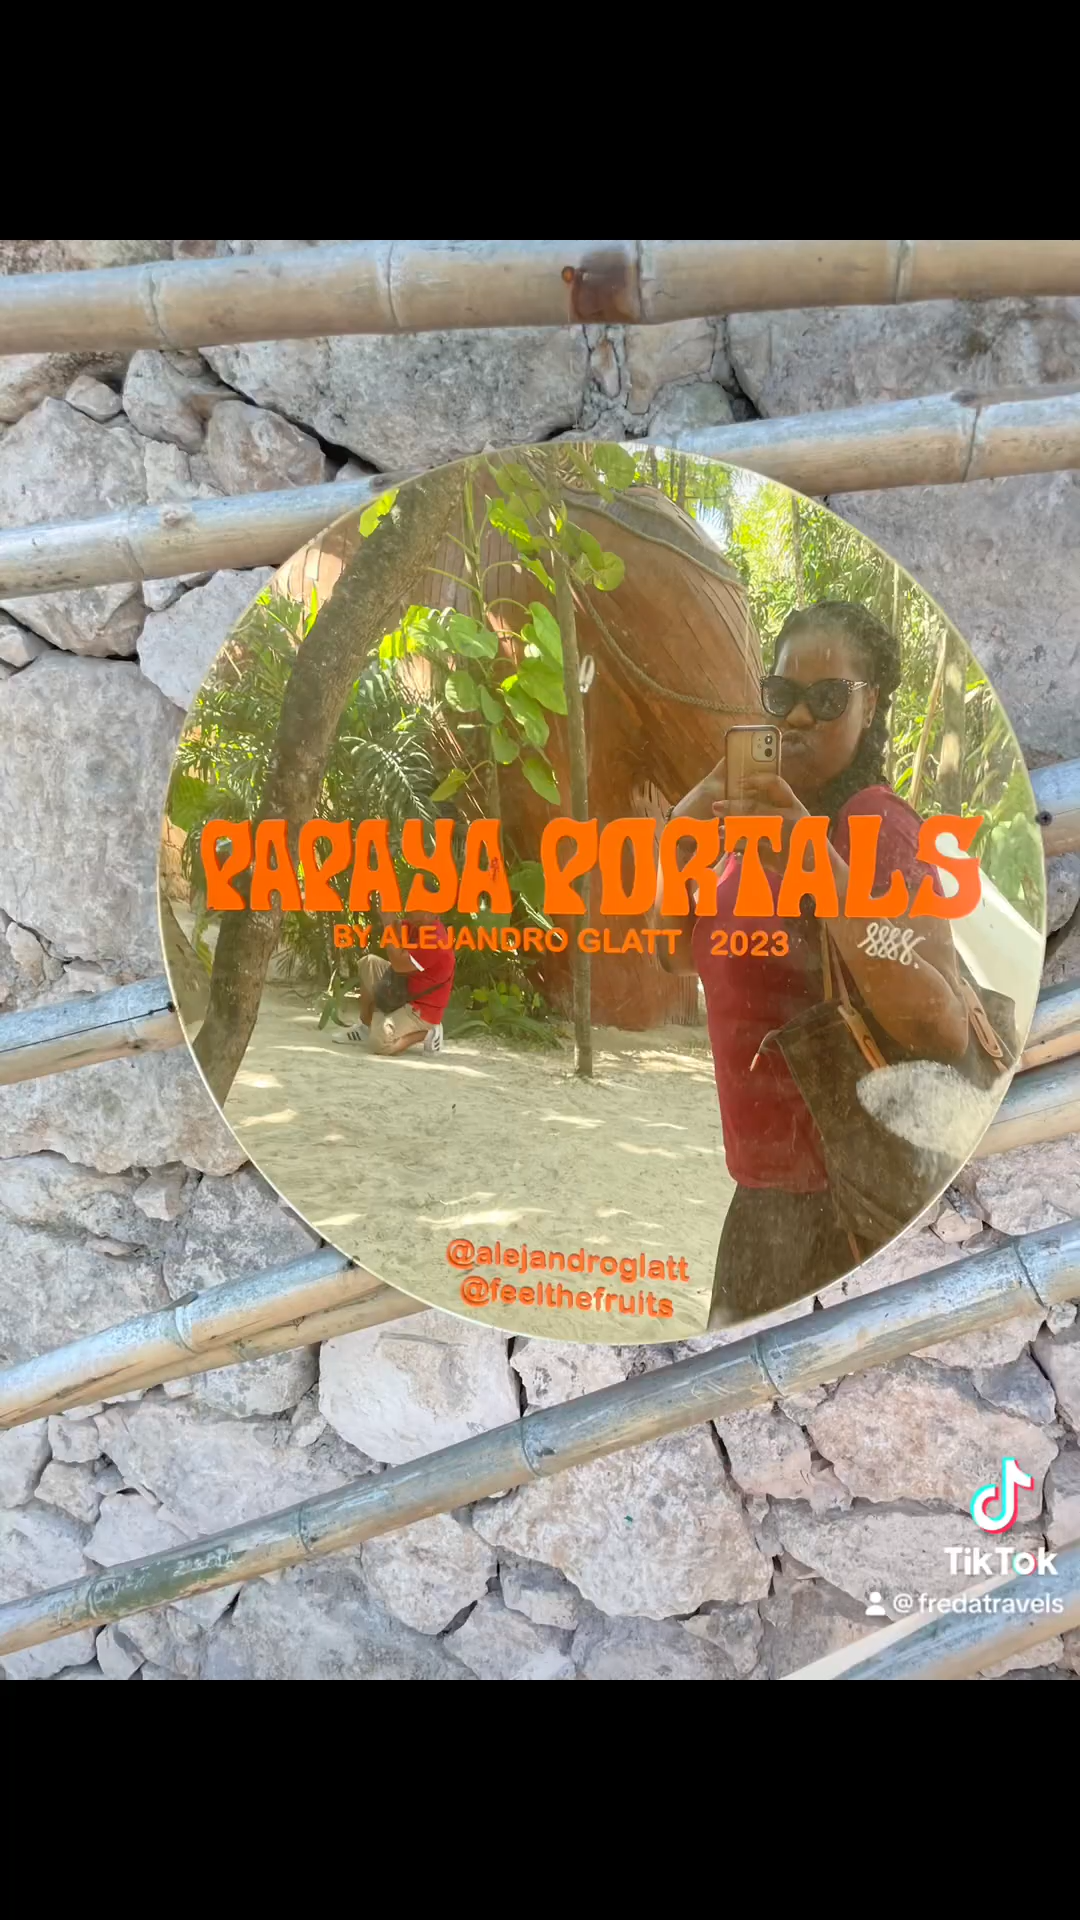 PAPAYA PORTALS
BY ALEJANDRO GLATT 2023
@alejandroglatt
@feelthefruits
TikTok
@fredatravels